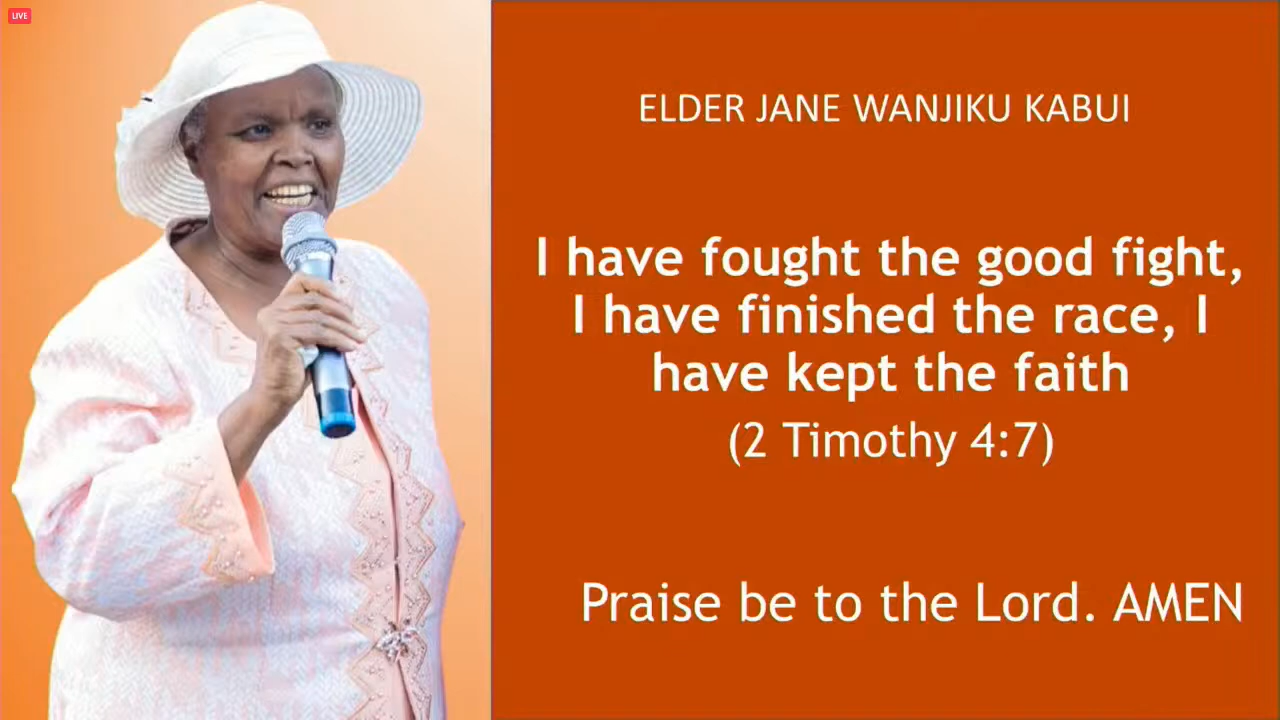 LIVE
ELDER JANE WANJIKU KABUI
I have fought the good fight,
I have finished the race, I
have kept the faith
(2 Timothy 4:7)
Praise be to the Lord. AMEN